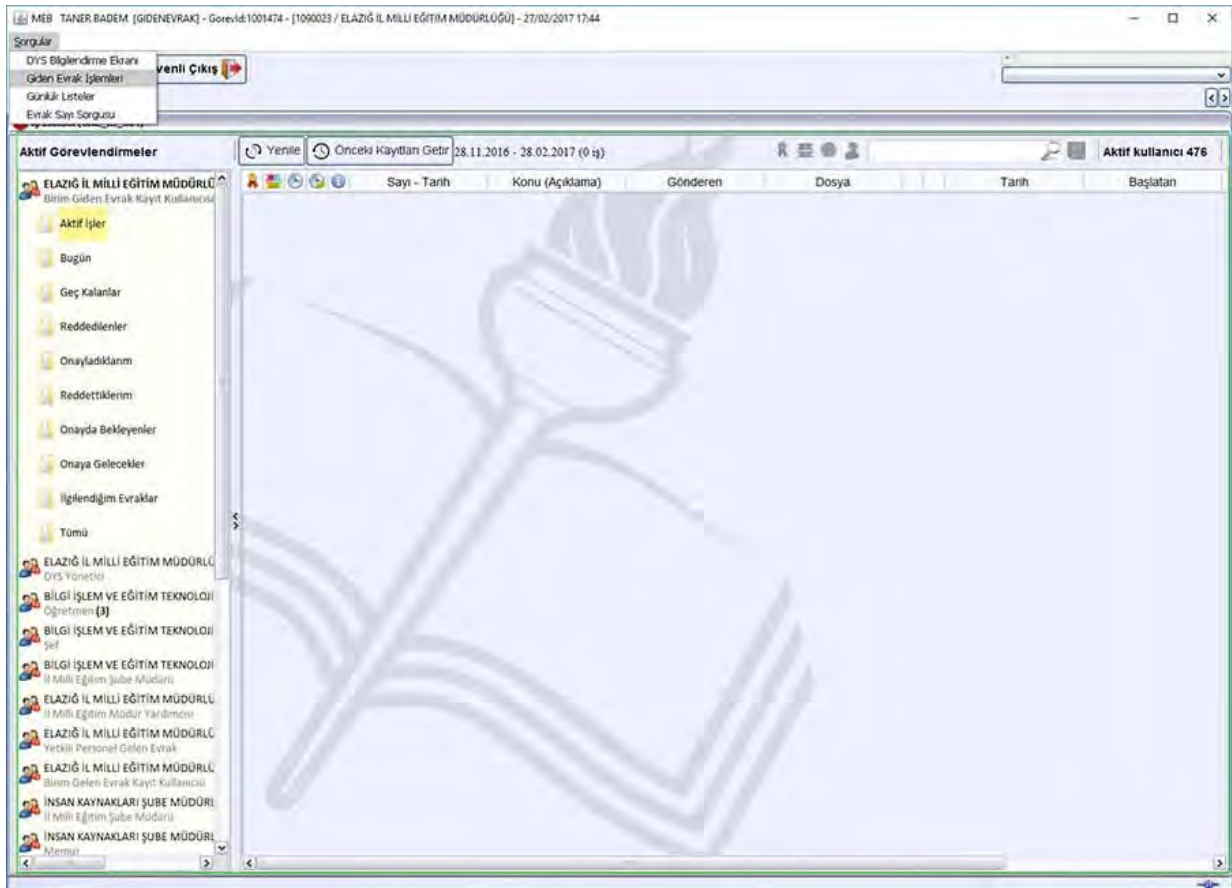 MEB TANER BADEM [GIDENEVRAK] - Gorevid:1001474 - [1090023 / ELAZIĞ İL MİLLİ EĞİTİM MÜDÜRLÜĞÜ] - 27/02/2017 17:44
Sorgular
DYS Bilgilendirme Ekranı
Giden Evrak İşlemleri
Günlük Listeler
Evrak Sayı Sorgusu
venli Çıkış
Aktif Görevlendirmeler
Yenile
Önceki Kayıtları Getir
28.11.2016 - 28.02.2017 (0 iş)
Aktif kullanıcı 476
Sayı - Tarih
Konu (Açıklama)
Gönderen
Dosya
Tarih
Başlatan
ELAZIĞ İL MİLLİ EĞİTİM MÜDÜRLÜ
Birim Giden Evrak Kayıt Kullanıcısı
Aktif İşler
Bugün
Geç Kalanlar
Reddedilenler
Onayladıklarım
Reddettiklerim
Onayda Bekleyenler
Onaya Gelecekler
İlgilendiğim Evraklar
Tümü
ELAZIĞ İL MİLLİ EĞİTİM MÜDÜRLÜ
DYS Yönetici
BİLGİ İŞLEM VE EĞİTİM TEKNOLOJİ
Öğretmen (3)
BİLGİ İŞLEM VE EĞİTİM TEKNOLOJİ
Şef
BİLGİ İŞLEM VE EĞİTİM TEKNOLOJİ
İl Milli Eğitim Şube Müdürü
ELAZIĞ İL MİLLİ EĞİTİM MÜDÜRLÜ
İl Milli Eğitim Müdür Yardımcısı
ELAZIĞ İL MİLLİ EĞİTİM MÜDÜRLÜ
Yetkili Personel Gelen Evrak
ELAZIĞ İL MİLLİ EĞİTİM MÜDÜRLÜ
Birim Gelen Evrak Kayıt Kullanıcısı
İNSAN KAYNAKLARI ŞUBE MÜDÜRL
İl Milli Eğitim Şube Müdürü
İNSAN KAYNAKLARI ŞUBE MÜDÜRL
Memur